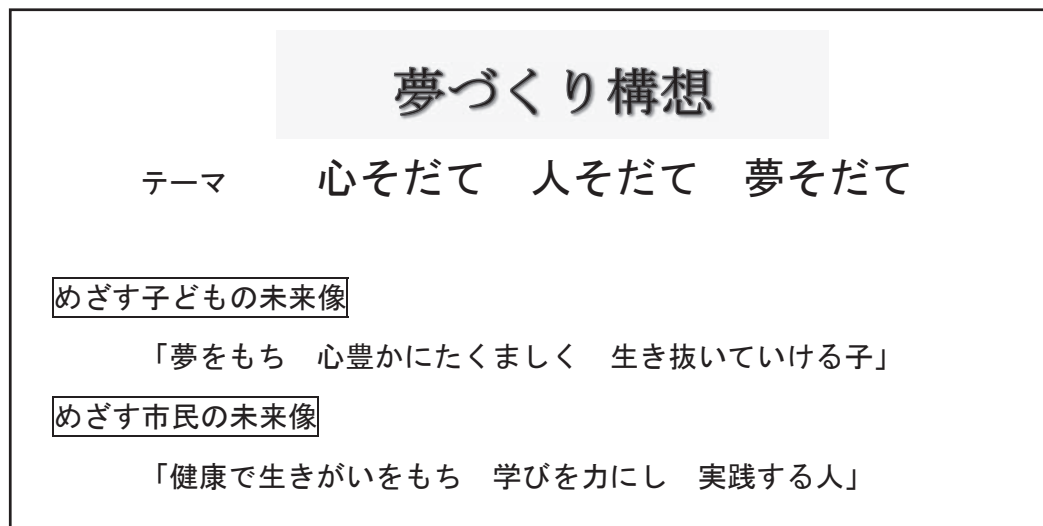 夢づくり構想
テーマ　心そだて　人そだて　夢そだて
めざす子どもの未来像
「夢をもち　心豊かにたくましく　生き抜いていける子」
めざす市民の未来像
「健康で生きがいをもち　学びを力にし　実践する人」